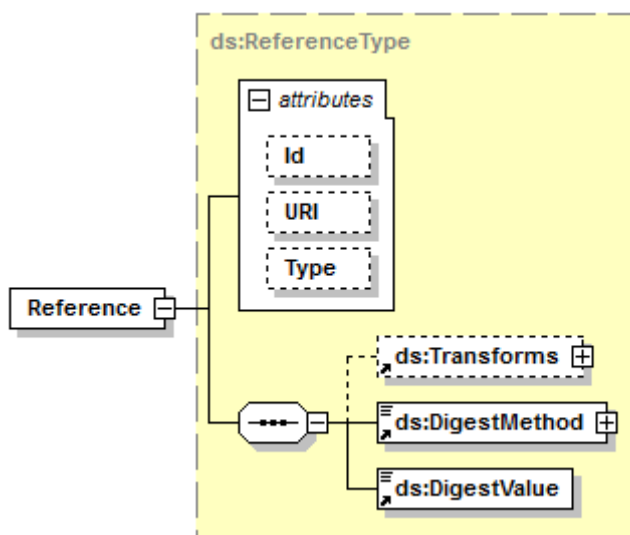 ds:ReferenceType
attributes
Id
URI
Type
Reference
ds:Transforms
ds:DigestMethod
ds:DigestValue